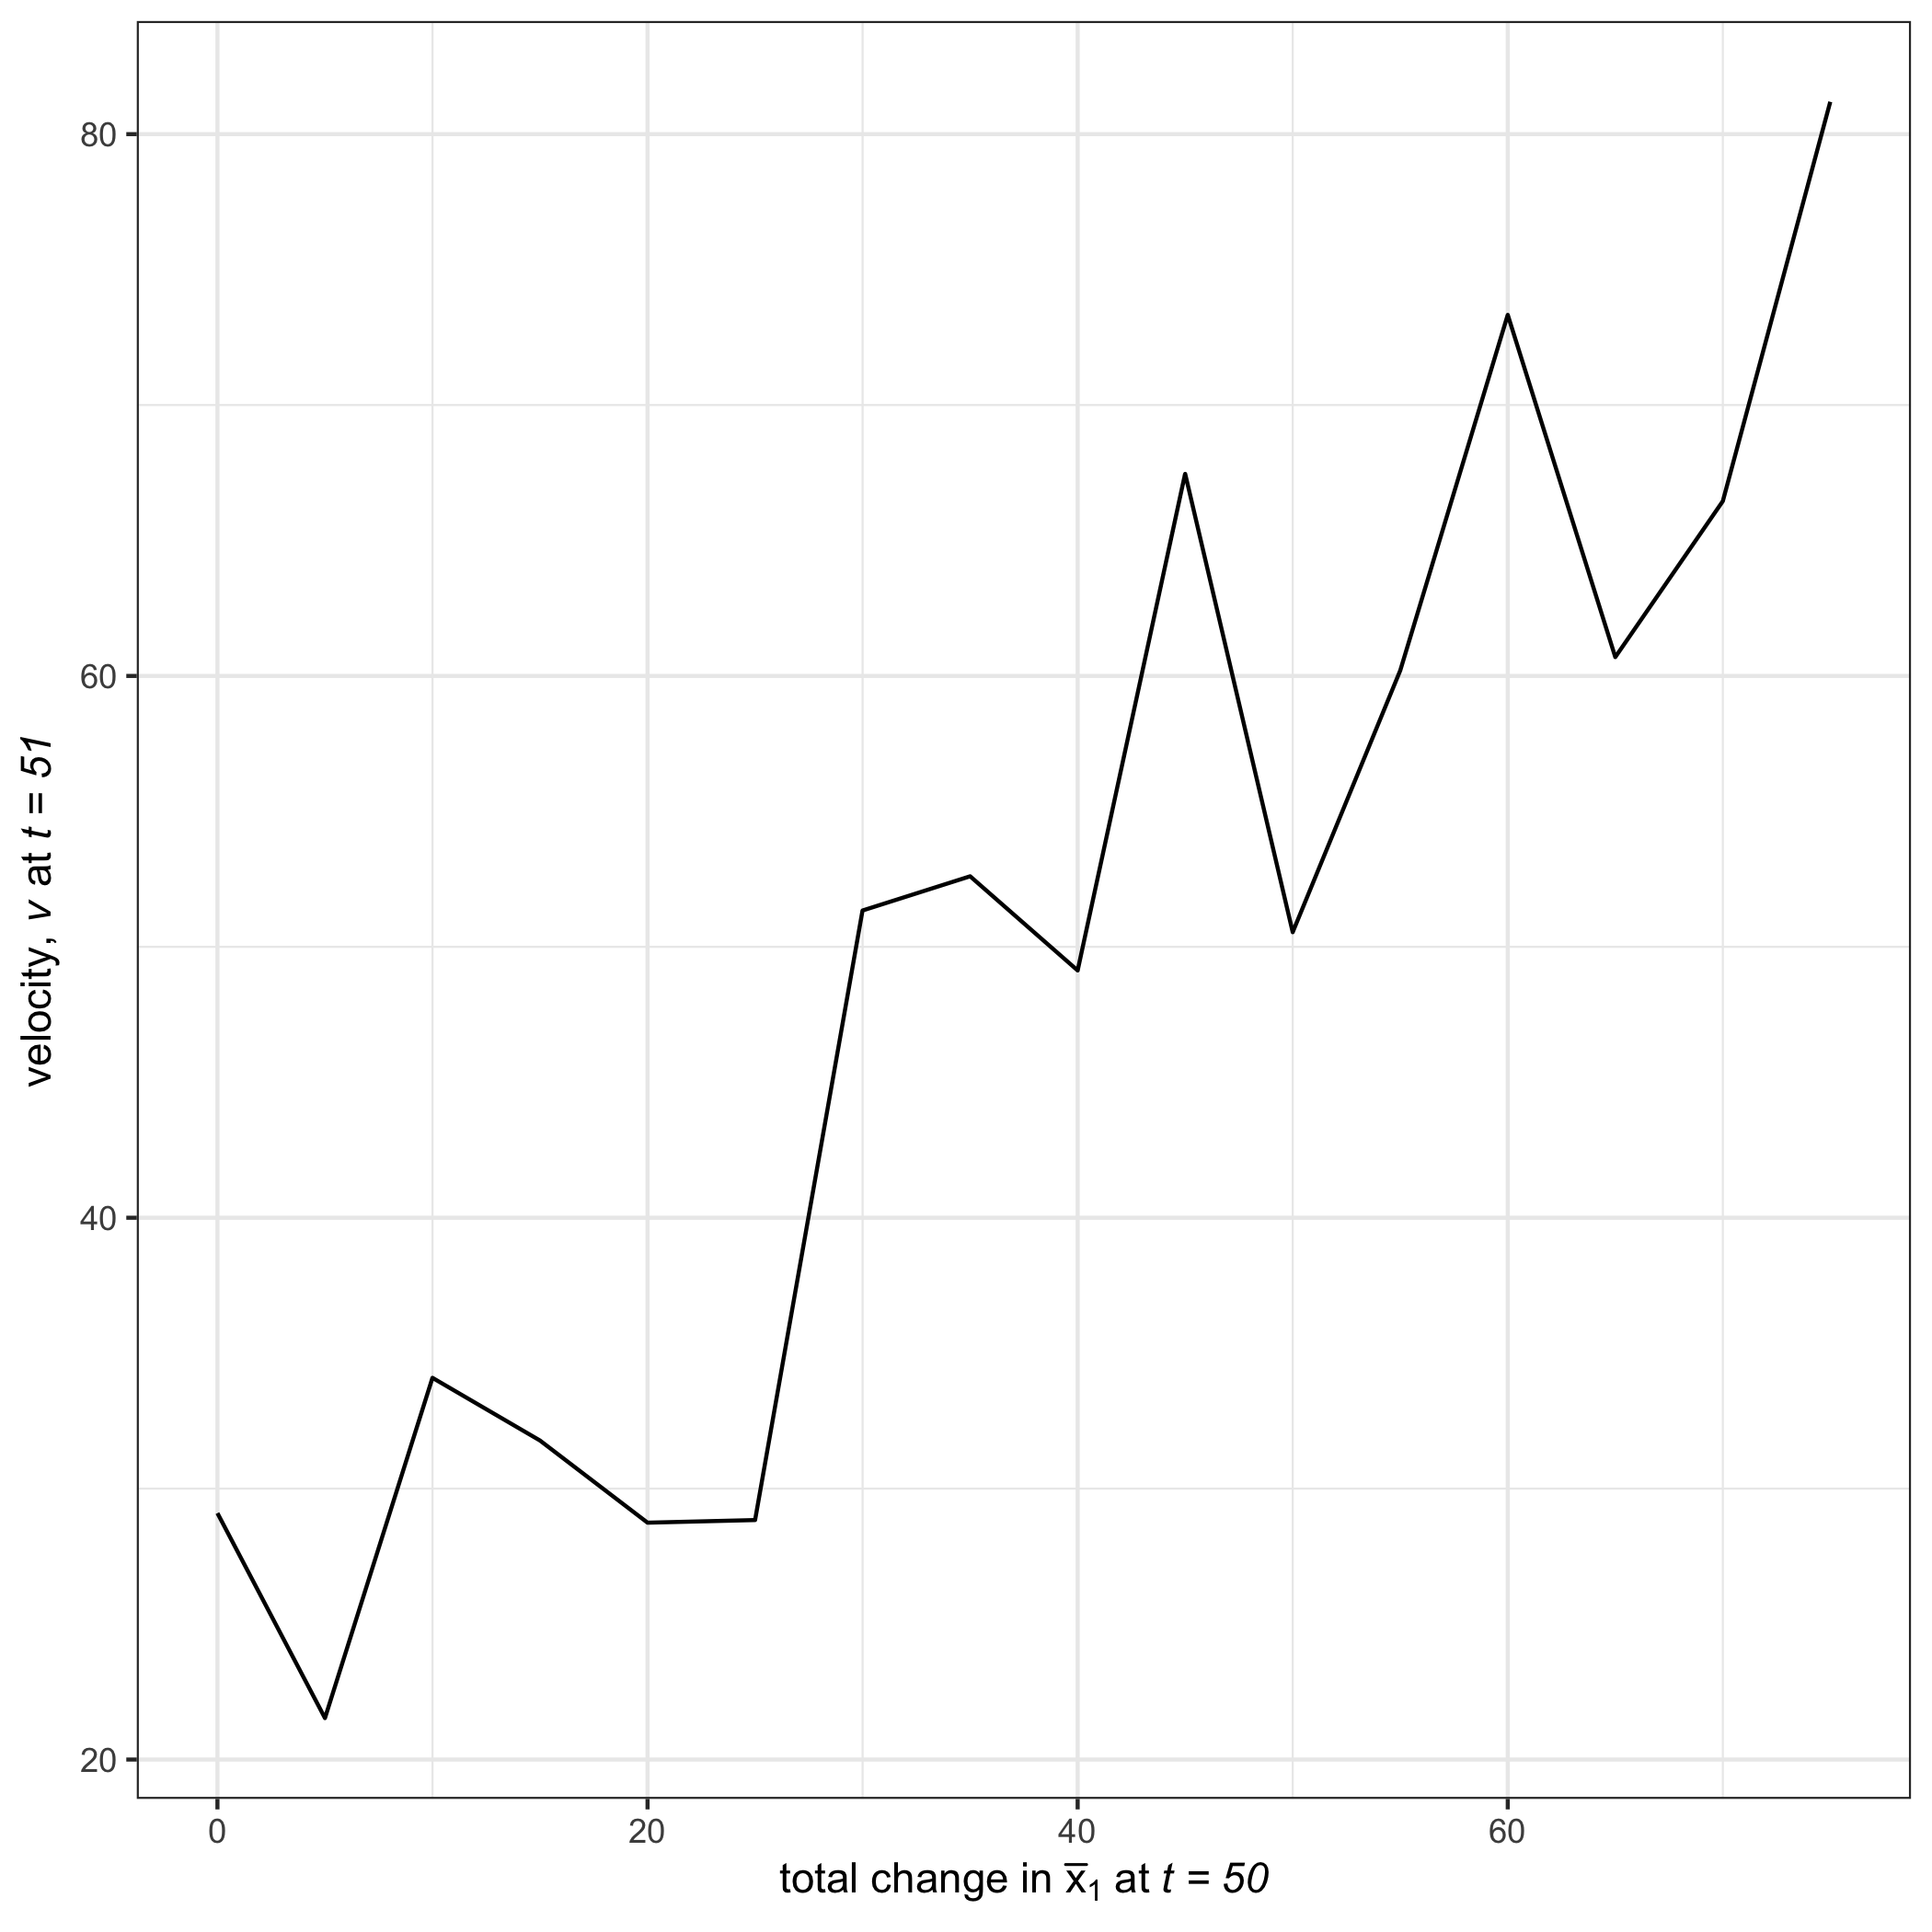 velocity, v at t = 51
80
60
40
20
0 20 40 60
total change in x̅₁ at t = 50